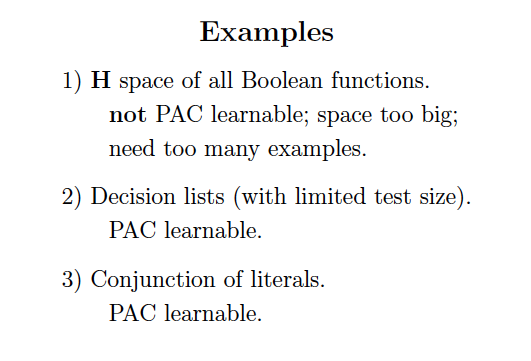 Examples
1) H space of all Boolean functions.
not PAC learnable; space too big;
need too many examples.
2) Decision lists (with limited test size).
PAC learnable.
3) Conjunction of literals.
PAC learnable.